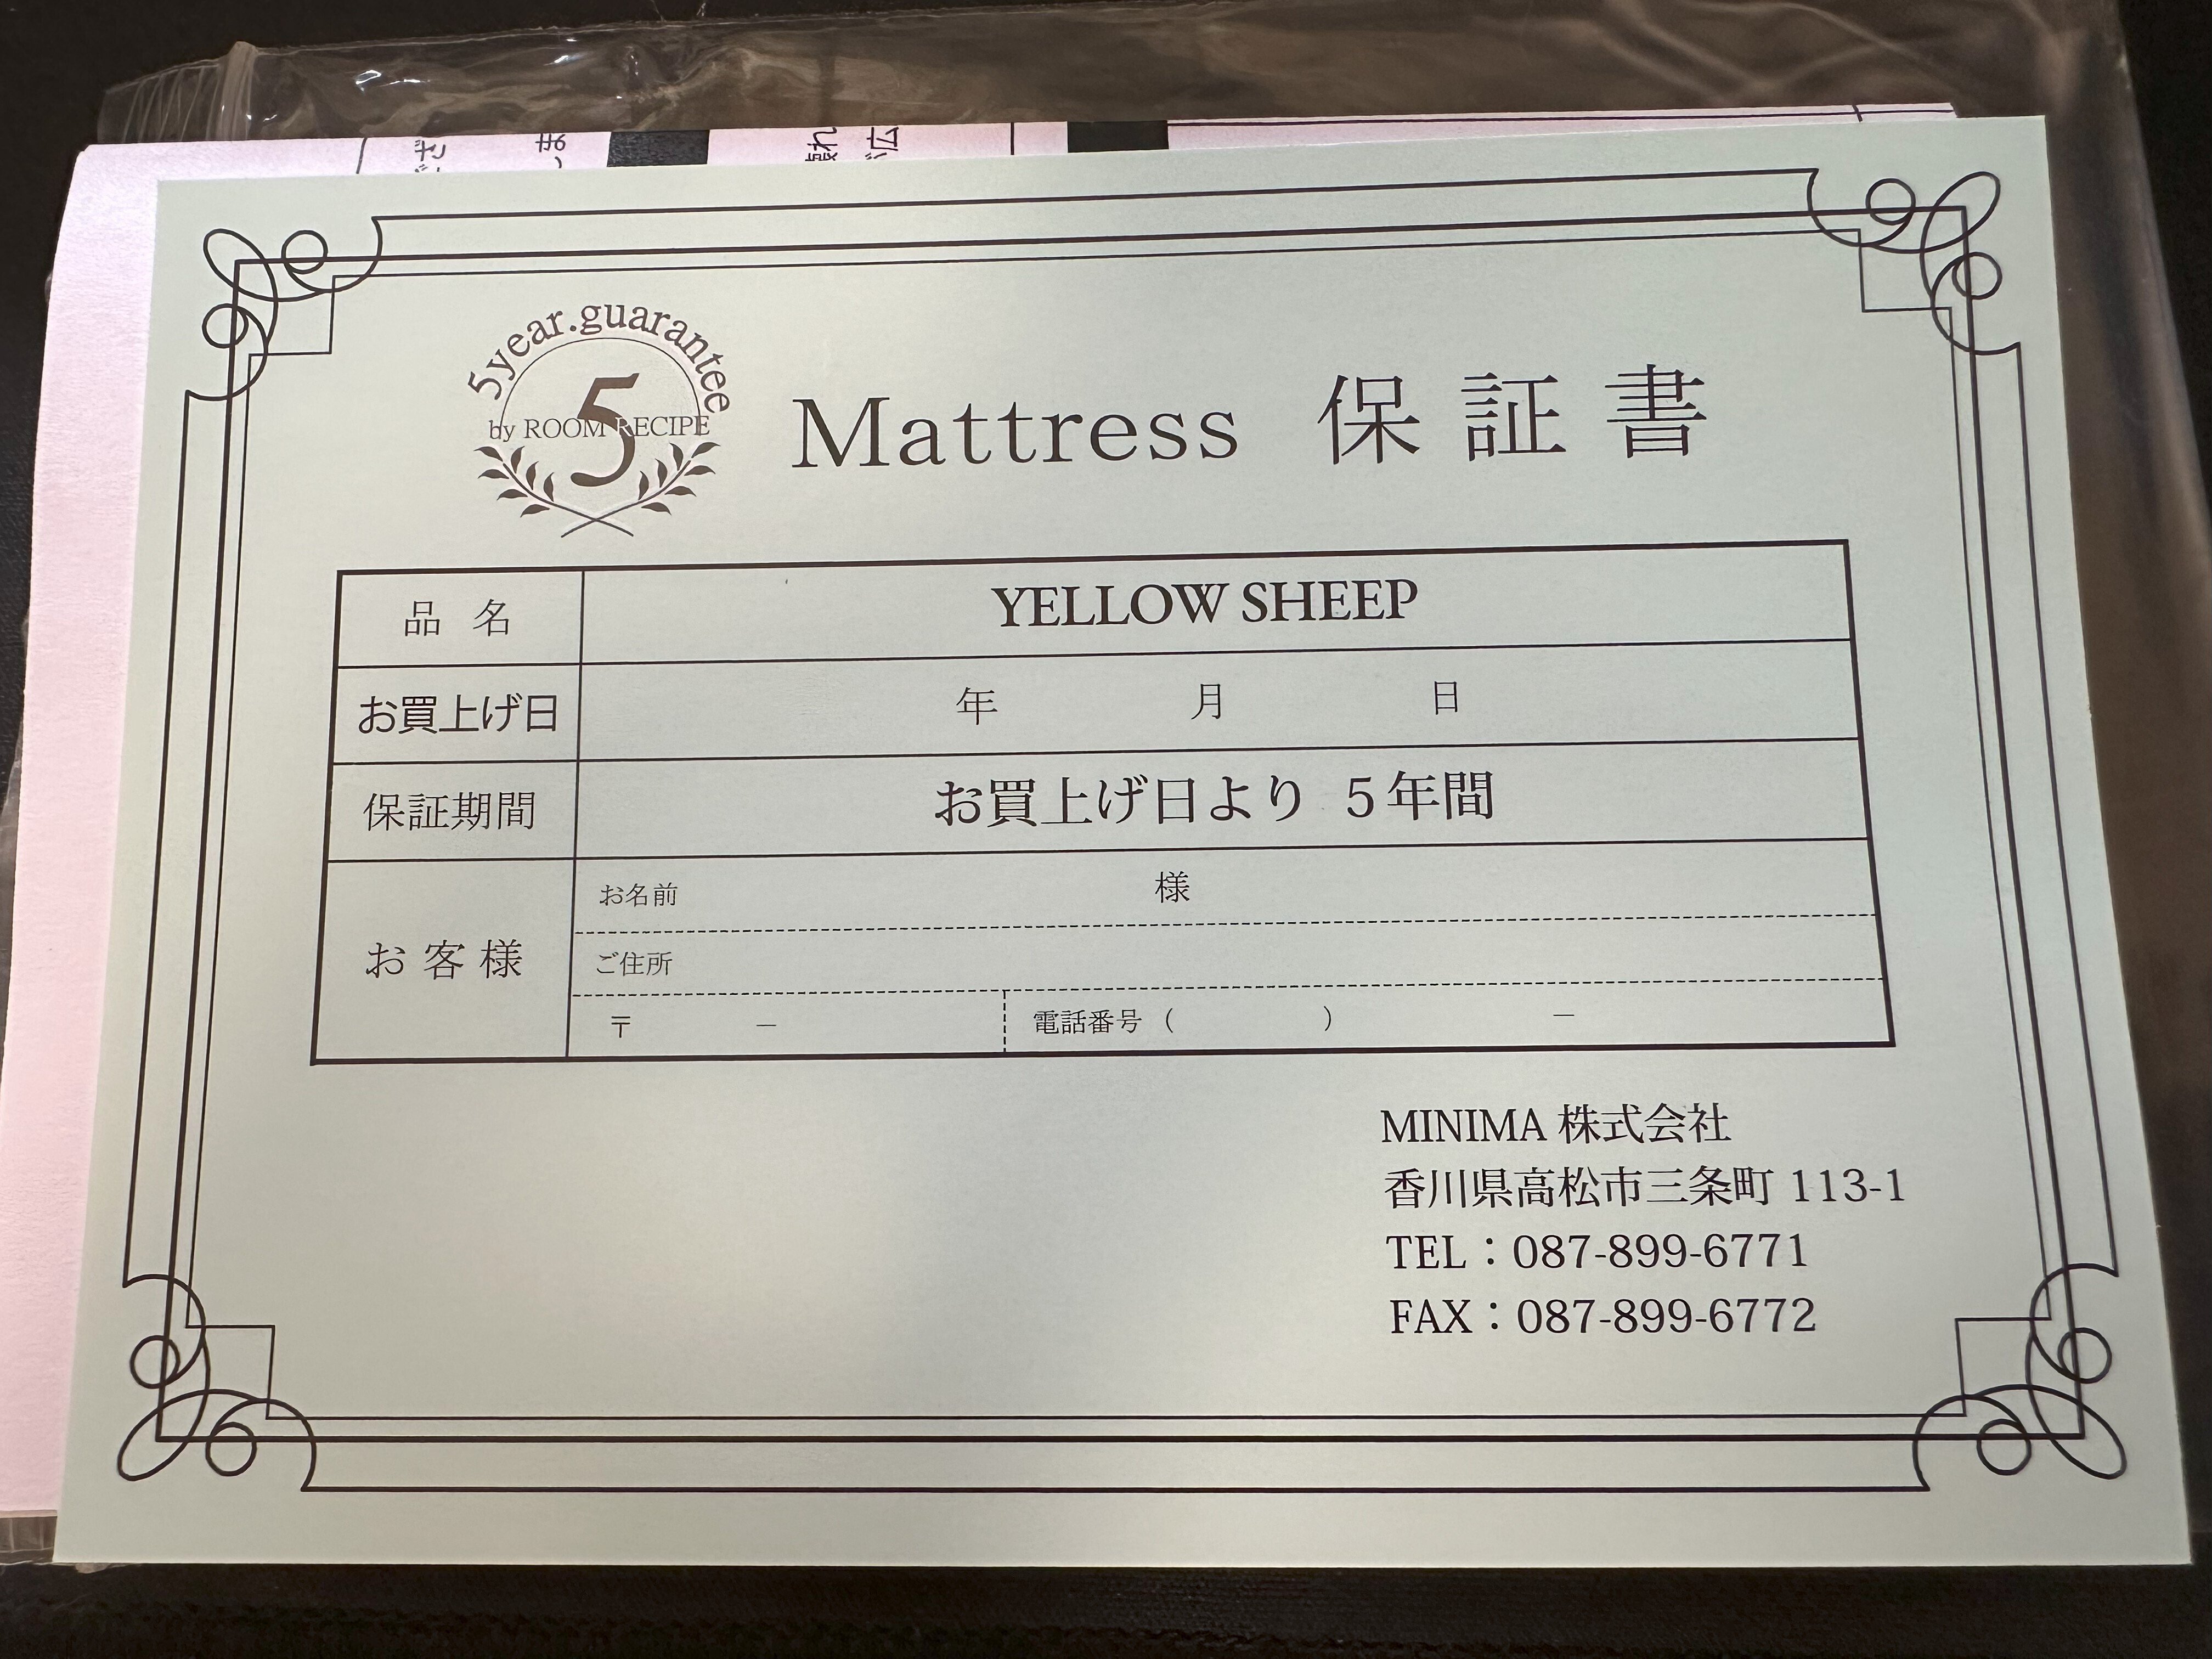 5year.guarantee
5
by ROOM RECIPE
Mattress 保証書
品名 YELLOW SHEEP
お買上げ日 年 月 日
保証期間 お買上げ日より 5年間
お客様
お名前 様
ご住所
〒 － 電話番号 ( ) －
MINIMA 株式会社
香川県高松市三条町 113-1
TEL：087-899-6771
FAX：087-899-6772